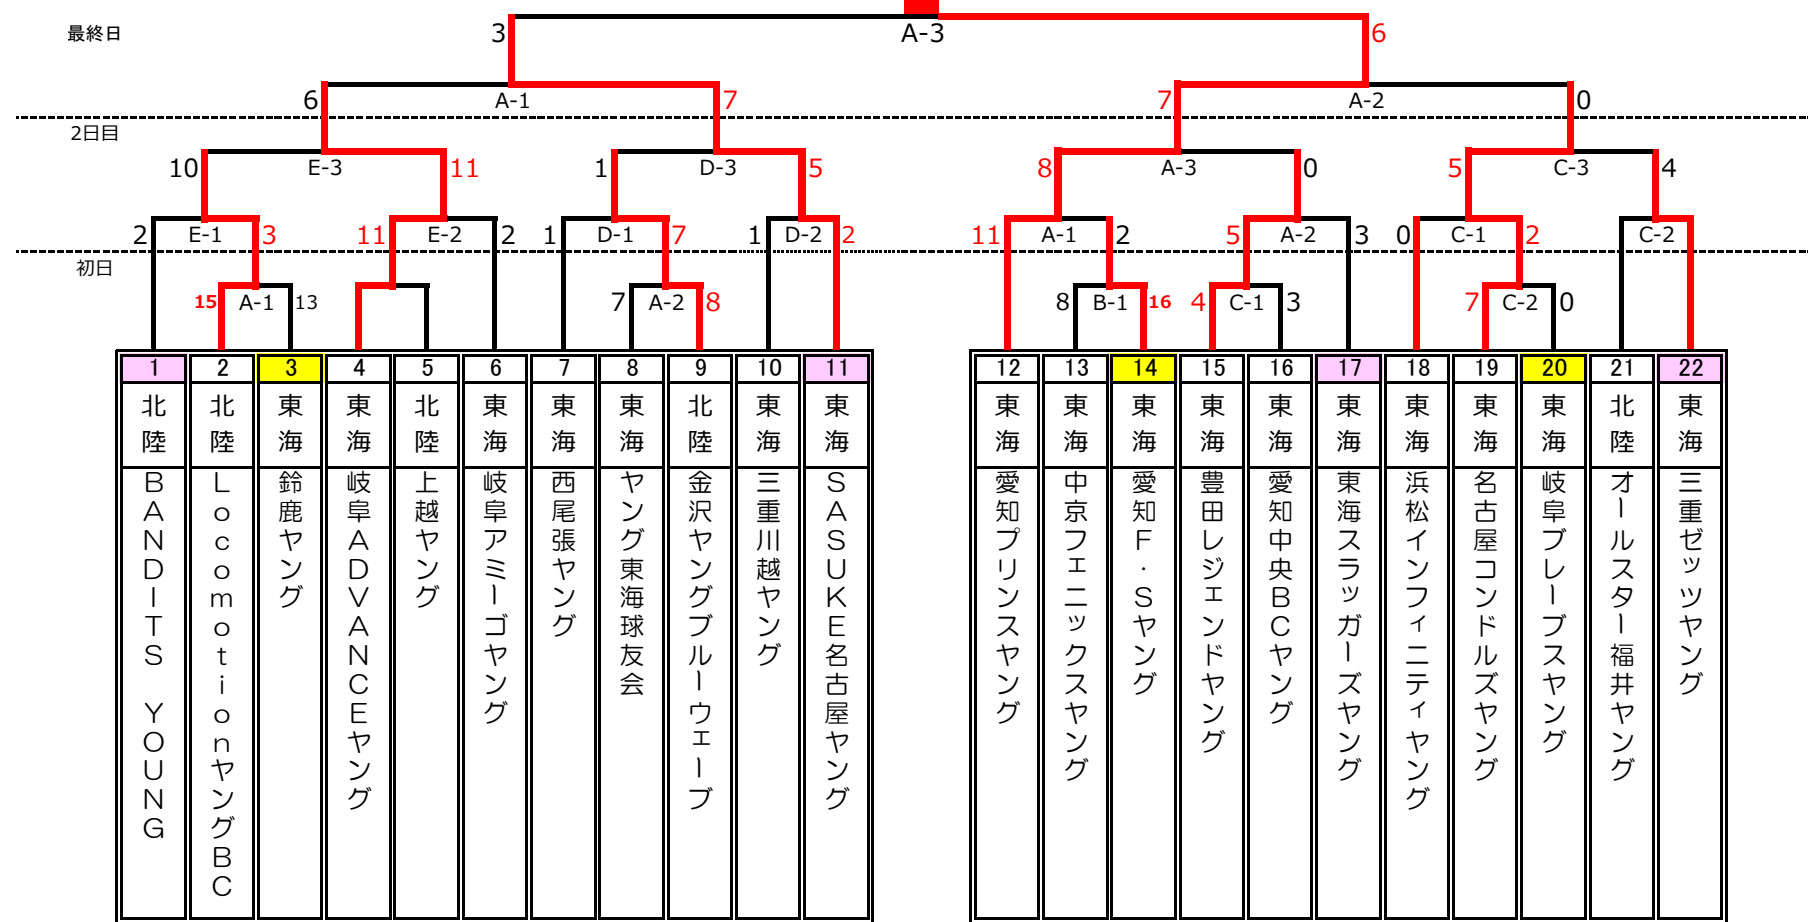 最終日
3
A-3
6
6
A-1
7
7
A-2
0
2日目
10
E-3
11
1
D-3
5
8
A-3
0
5
C-3
4
2
E-1
3
11
E-2
2
1
D-1
7
1
D-2
2
11
A-1
2
5
A-2
3
0
C-1
2
C-2
初日
15
A-1
13
7
A-2
8
8
B-1
16
4
C-1
3
7
C-2
0
1
2
3
4
5
6
7
8
9
10
11
12
13
14
15
16
17
18
19
20
21
22
北陸
北陸
東海
東海
北陸
東海
東海
東海
北陸
東海
東海
東海
東海
東海
東海
東海
東海
東海
東海
東海
北陸
東海
BANDITS YOUNG
LocomotionヤングBC
鈴鹿ヤング
岐阜ADVANCEヤング
上越ヤング
岐阜アミーゴヤング
西尾張ヤング
ヤング東海球友会
金沢ヤングブルーウェーブ
三重川越ヤング
SASUKE名古屋ヤング
愛知プリンスヤング
中京フェニックスヤング
愛知F・Sヤング
豊田レジェンドヤング
愛知中央BCヤング
東海スラッガーズヤング
浜松インフィニティヤング
名古屋コンドルズヤング
岐阜ブレーブスヤング
オールスター福井ヤング
三重ゼッツヤング